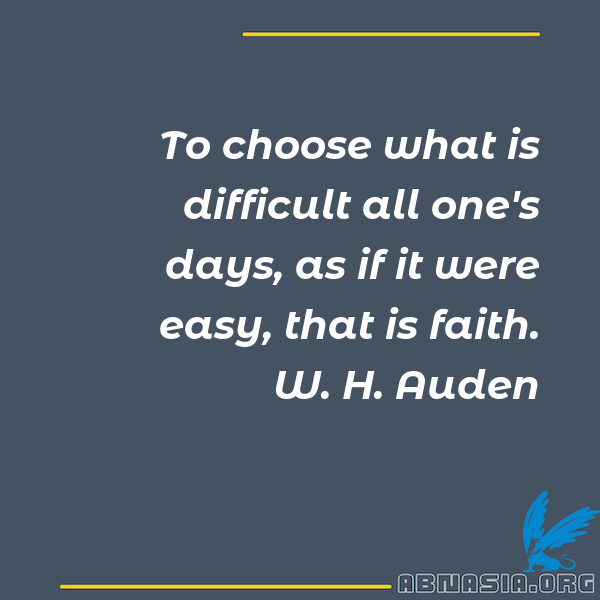 To choose what is
difficult all one's
days, as if it were
easy, that is faith.
W. H. Auden
ABNASIA.ORG